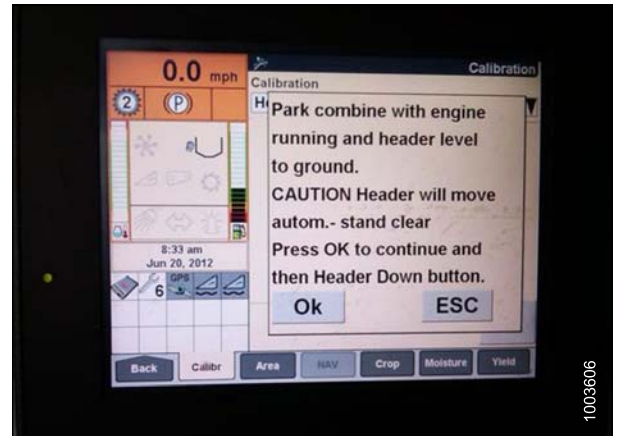 0.0 mph
Calibration
Calibration
2
P
Park combine with engine
running and header level
to ground.
CAUTION Header will move
autom.- stand clear
Press OK to continue and
then Header Down button.
Ok
ESC
8:33 am
Jun 20, 2012
6
GPS
Back
Calibr
Area
NAV
Crop
Moisture
Yield
1003606